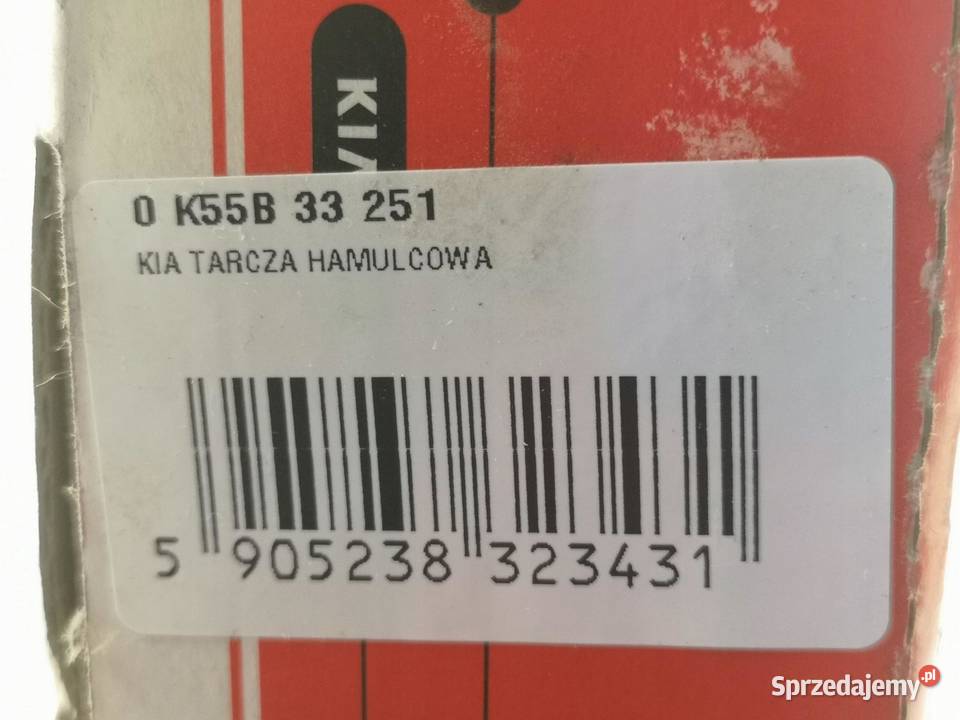 KIA
0 K55B 33 251
KIA TARCZA HAMULCOWA
5 905238 323431
Sprzedajemy.pl